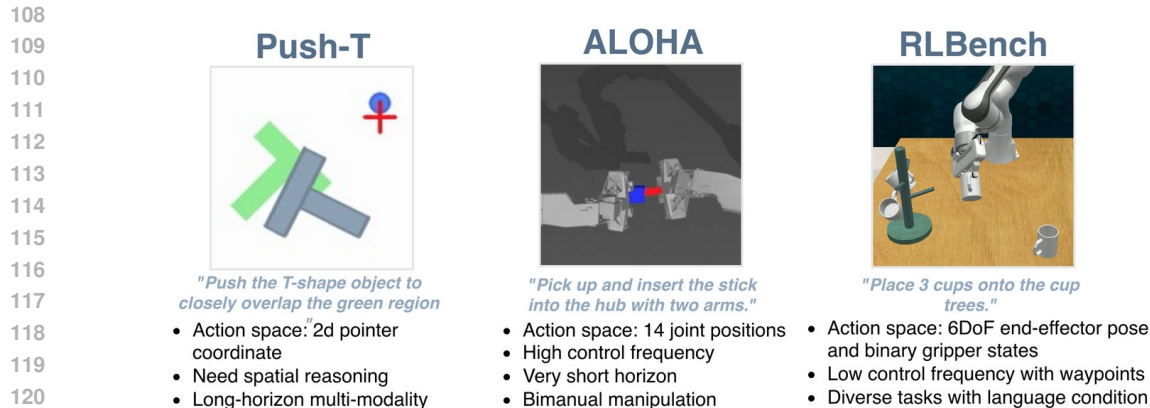 108
109
110
111
112
113
114
115
116
117
118
119
120
Push-T
"Push the T-shape object to
closely overlap the green region
"
• Action space: 2d pointer
coordinate
• Need spatial reasoning
• Long-horizon multi-modality
ALOHA
"Pick up and insert the stick
into the hub with two arms."
• Action space: 14 joint positions
• High control frequency
• Very short horizon
• Bimanual manipulation
RLBench
"Place 3 cups onto the cup
trees."
• Action space: 6DoF end-effector pose
and binary gripper states
• Low control frequency with waypoints
• Diverse tasks with language condition